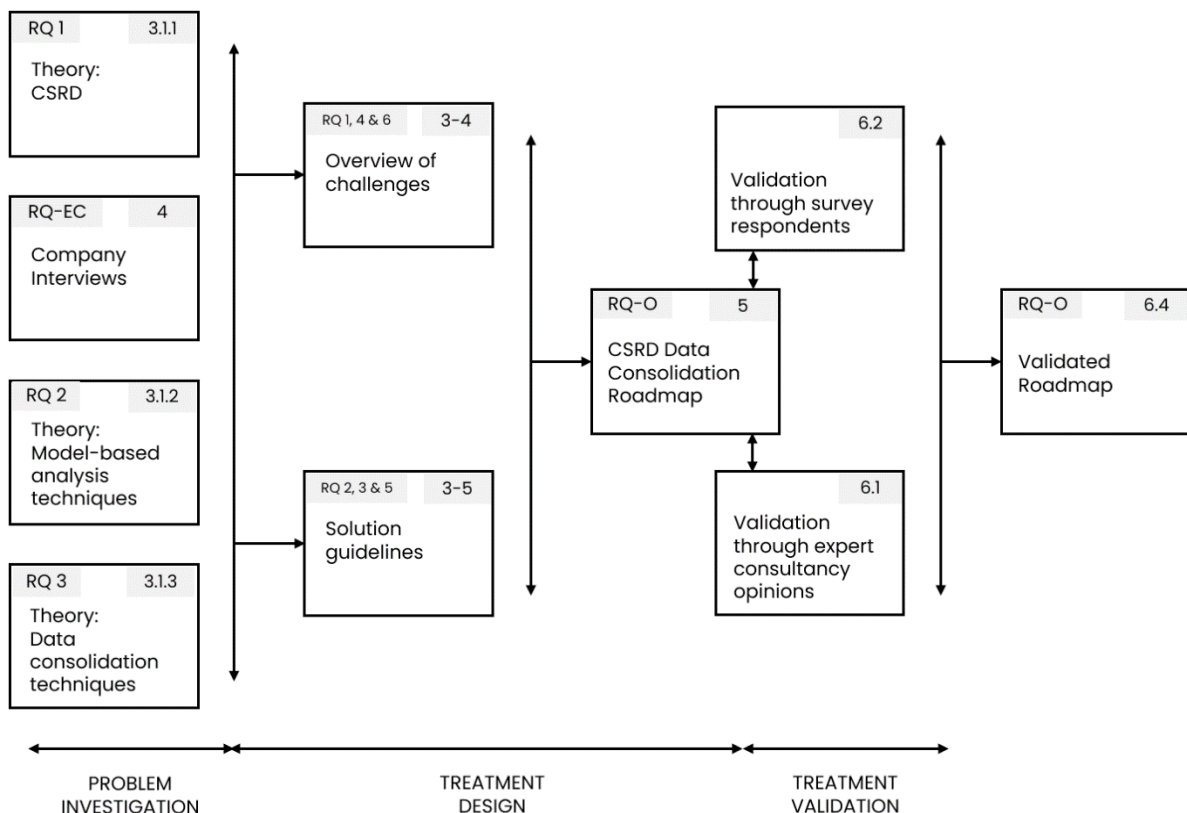 RQ 1 3.1.1
Theory:
CSRD
RQ-EC 4
Company
Interviews
RQ 2 3.1.2
Theory:
Model-based
analysis
techniques
RQ 3 3.1.3
Theory:
Data
consolidation
techniques
RQ 1, 4 & 6 3-4
Overview of
challenges
RQ 2, 3 & 5 3-5
Solution
guidelines
RQ-O 5
CSRD Data
Consolidation
Roadmap
6.2
Validation
through survey
respondents
6.1
Validation
through expert
consultancy
opinions
RQ-O 6.4
Validated
Roadmap
PROBLEM
INVESTIGATION
TREATMENT
DESIGN
TREATMENT
VALIDATION